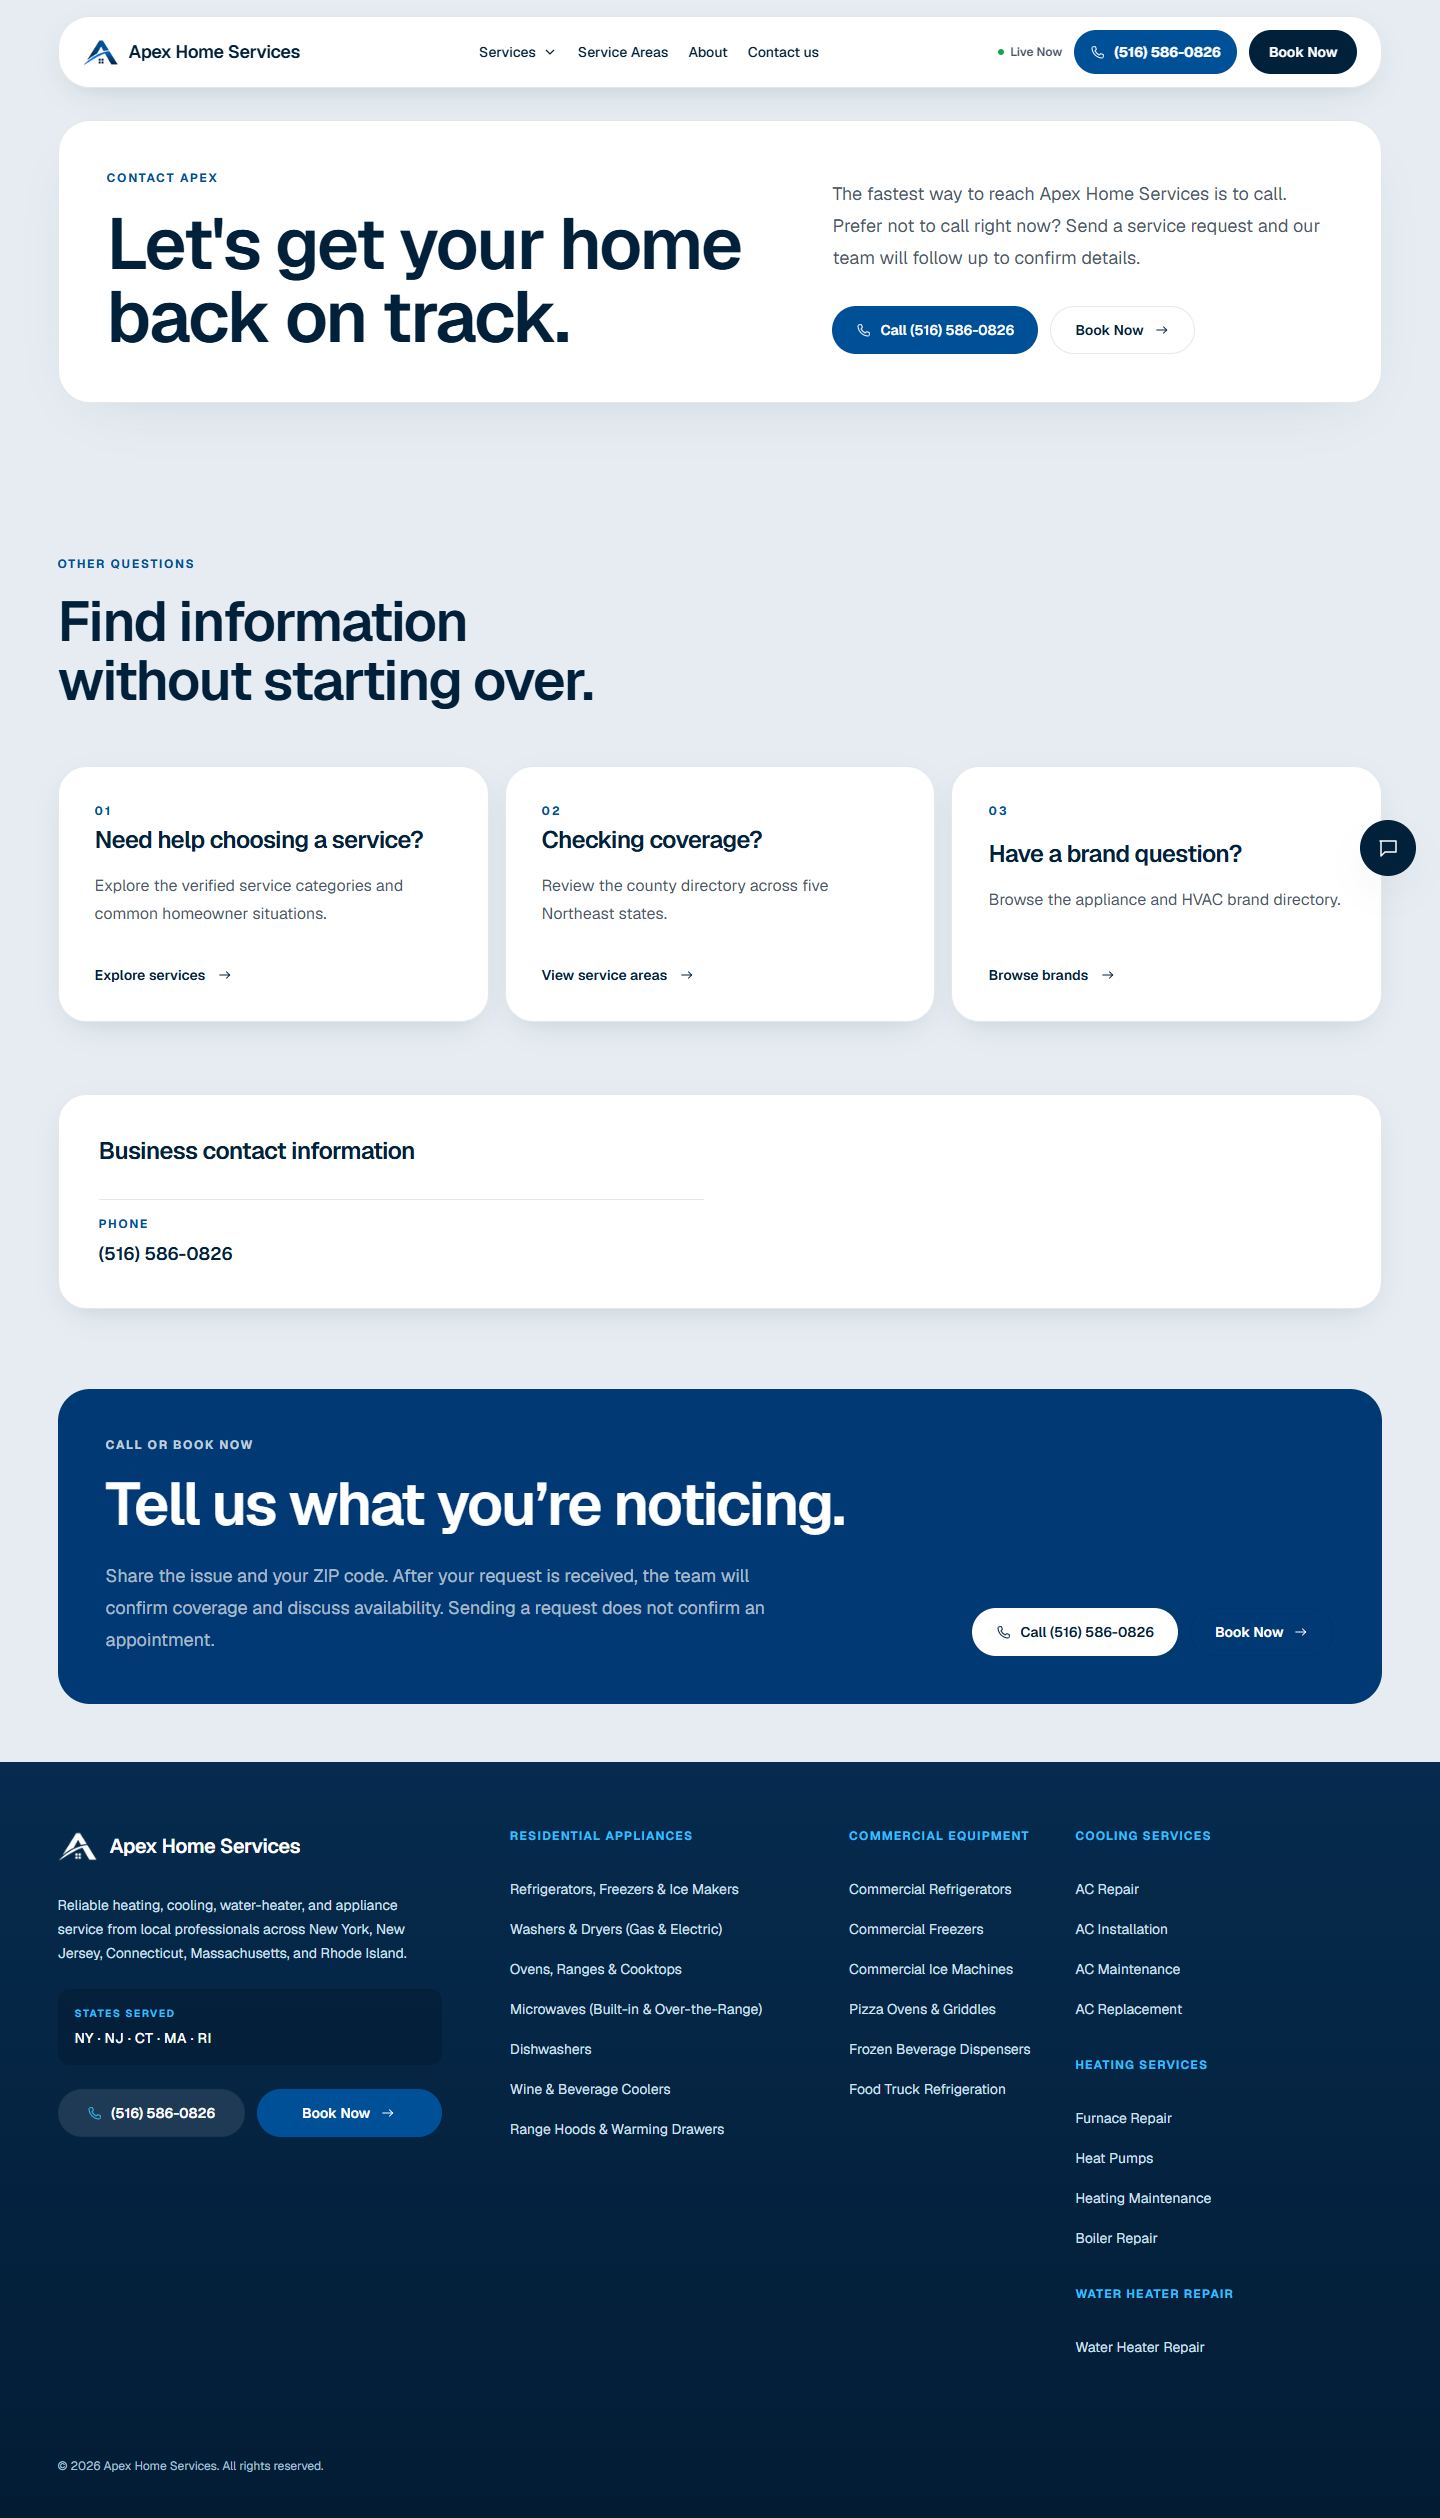 Apex Home Services
Services
Service Areas
About
Contact us
Live Now
(516) 586-0826
Book Now
CONTACT APEX
Let's get your home
back on track.
The fastest way to reach Apex Home Services is to call.
Prefer not to call right now? Send a service request and our
team will follow up to confirm details.
Call (516) 586-0826
Book Now
OTHER QUESTIONS
Find information
without starting over.
01
Need help choosing a service?
Explore the verified service categories and
common homeowner situations.
Explore services
02
Checking coverage?
Review the county directory across five
Northeast states.
View service areas
03
Have a brand question?
Browse the appliance and HVAC brand directory.
Browse brands
Business contact information
PHONE
(516) 586-0826
CALL OR BOOK NOW
Tell us what you’re noticing.
Share the issue and your ZIP code. After your request is received, the team will
confirm coverage and discuss availability. Sending a request does not confirm an
appointment.
Call (516) 586-0826
Book Now
Apex Home Services
Reliable heating, cooling, water-heater, and appliance
service from local professionals across New York, New
Jersey, Connecticut, Massachusetts, and Rhode Island.
STATES SERVED
NY · NJ · CT · MA · RI
(516) 586-0826
Book Now
RESIDENTIAL APPLIANCES
Refrigerators, Freezers & Ice Makers
Washers & Dryers (Gas & Electric)
Ovens, Ranges & Cooktops
Microwaves (Built-in & Over-the-Range)
Dishwashers
Wine & Beverage Coolers
Range Hoods & Warming Drawers
COMMERCIAL EQUIPMENT
Commercial Refrigerators
Commercial Freezers
Commercial Ice Machines
Pizza Ovens & Griddles
Frozen Beverage Dispensers
Food Truck Refrigeration
COOLING SERVICES
AC Repair
AC Installation
AC Maintenance
AC Replacement
HEATING SERVICES
Furnace Repair
Heat Pumps
Heating Maintenance
Boiler Repair
WATER HEATER REPAIR
Water Heater Repair
© 2026 Apex Home Services. All rights reserved.